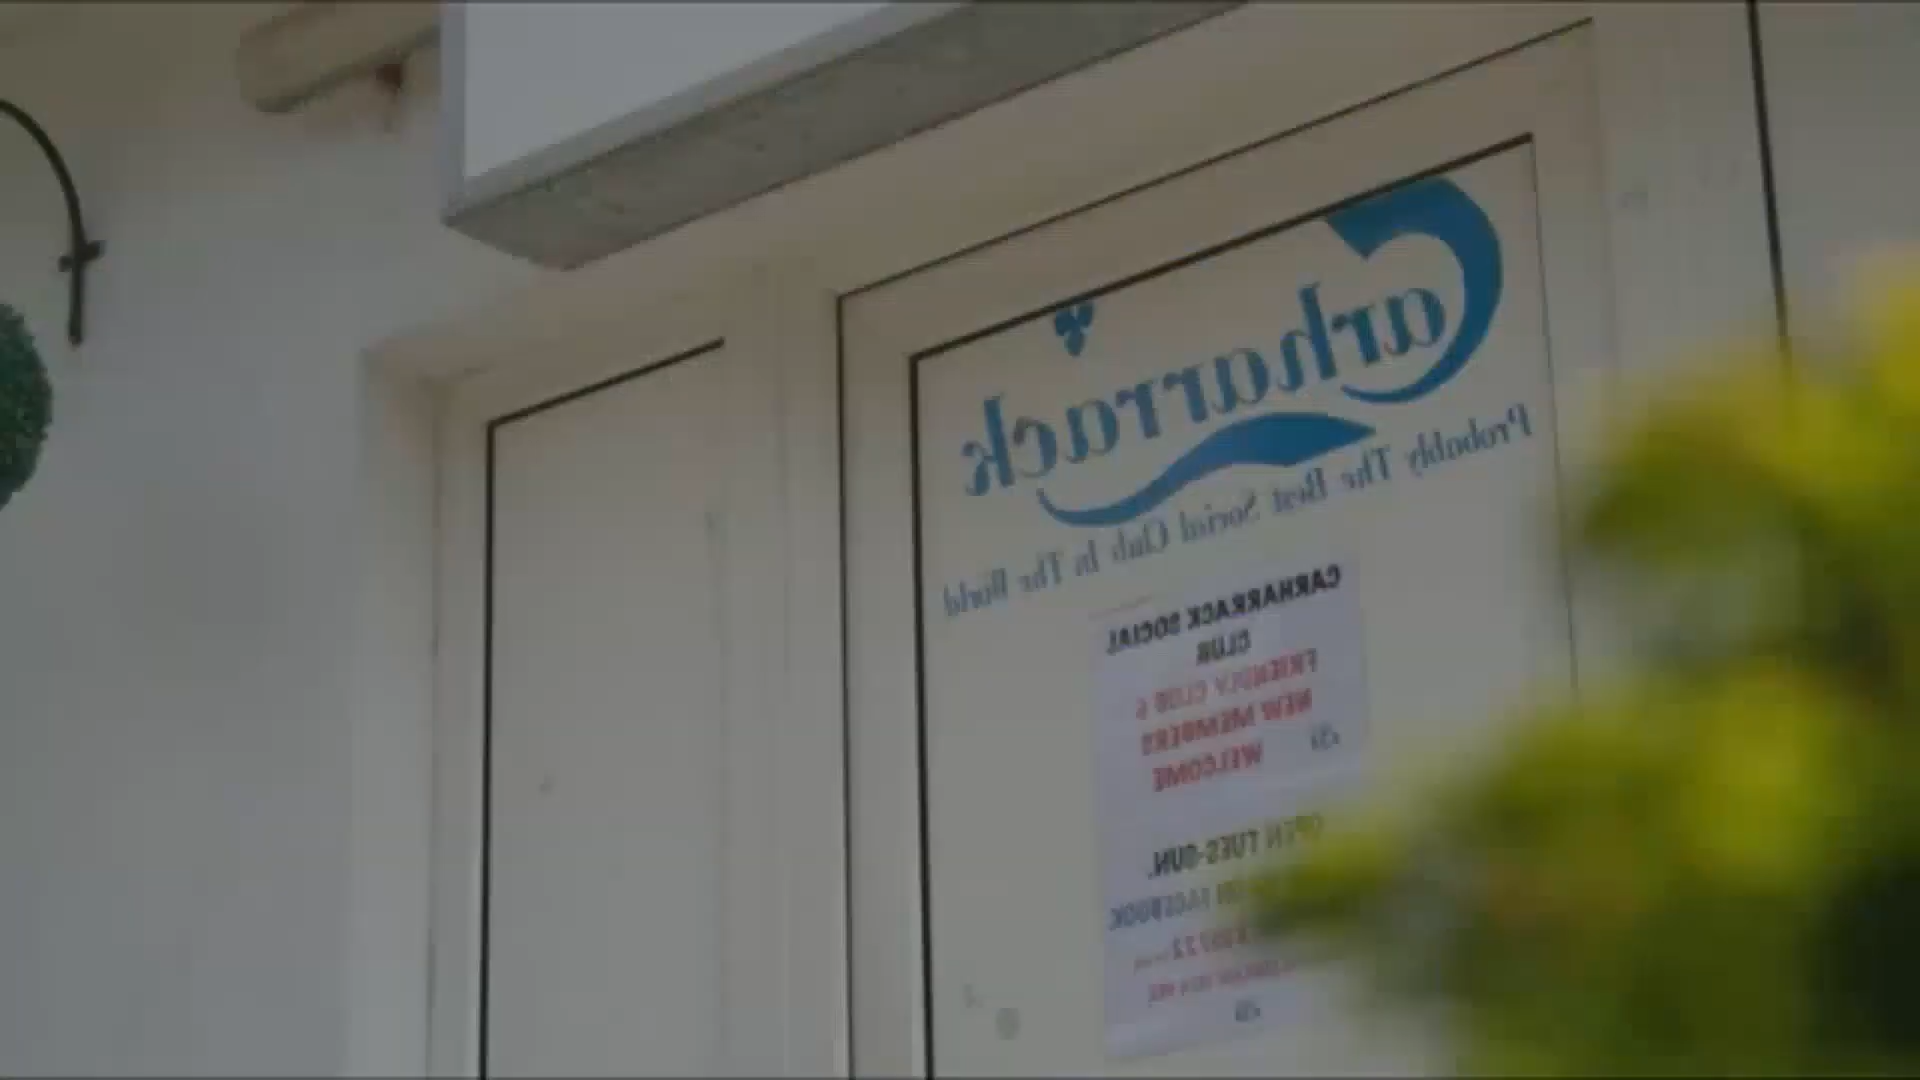 Carharrack
Probably The Best Social Club In The World
CARHARRACK SOCIAL
CLUB
FRIENDLY CLUB &
NEW MEMBERS
WELCOME
OPEN TUES-SUN.
FACEBOOK